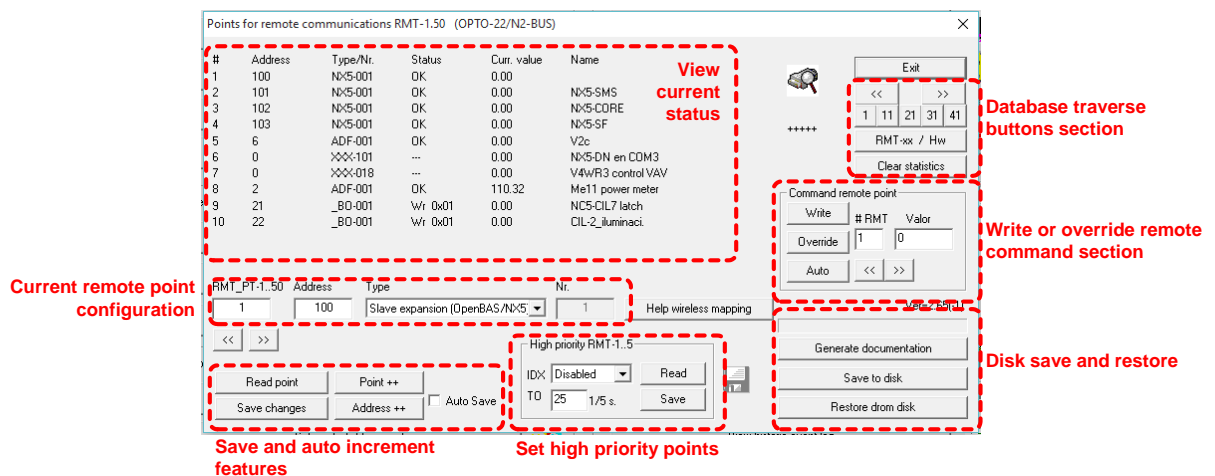 Points for remote communications RMT-1.50 (OPTO-22/N2-BUS)
# Address Type/Nr. Status Curr. value Name
1 100 NX5-001 OK 0.00
2 101 NX5-001 OK 0.00 NX5-SMS
3 102 NX5-001 OK 0.00 NX5-CORE
4 103 NX5-001 OK 0.00 NX5-SF
5 6 ADF-001 OK 0.00 V2c
6 0 XXX-101 --- 0.00 NX5-DN en COM3
7 0 XXX-018 --- 0.00 V4WR3 control VAV
8 2 ADF-001 OK 110.32 Me11 power meter
9 21 _BO-001 Wr 0x01 0.00 NC5-CIL7 latch
10 22 _BO-001 Wr 0x01 0.00 CIL-2_iluminaci.
View
current
status
+++++
Exit
<< >>
1 11 21 31 41
RMT-xx / Hw
Clear statistics
Database traverse
buttons section
Command remote point
Write # RMT Valor
Override 1 0
Auto << >>
Write or override remote
command section
Current remote point
configuration
RMT_PT-1..50 Address Type Nr.
1 100 Slave expansion (OpenBAS/NX5) 1
Help wireless mapping
<< >>
Generate documentation
Save to disk
Restore drom disk
Disk save and restore
High priority RMT-1..5
IDX Disabled Read
TO 25 1/5 s. Save
Read point Point ++
Save changes Address ++ Auto Save
Save and auto increment
features
Set high priority points